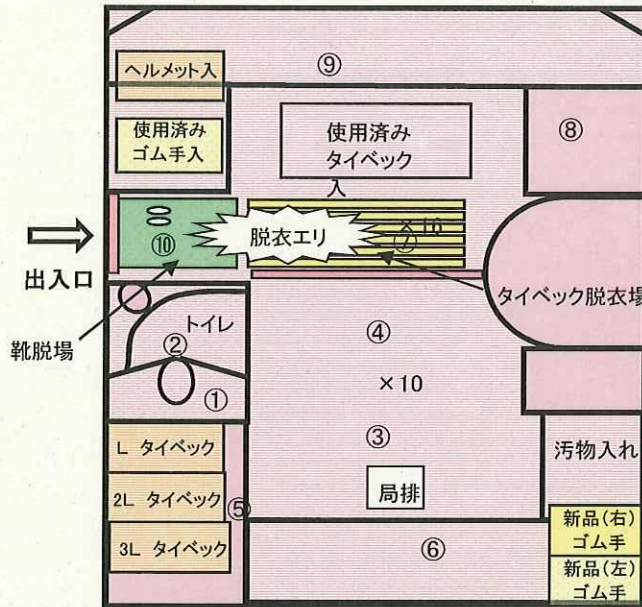 ⑨
ヘルメット入
使用済み
ゴム手入
使用済み
タイベック
入
⑧
⑩
脱衣エリ
×16
⑦
出入口
タイベック脱衣場
靴脱場
トイレ
②
①
④
×10
③
局排
L タイベック
2L タイベック
3L タイベック
⑤
⑥
汚物入れ
新品(右)
ゴム手
新品(左)
ゴム手